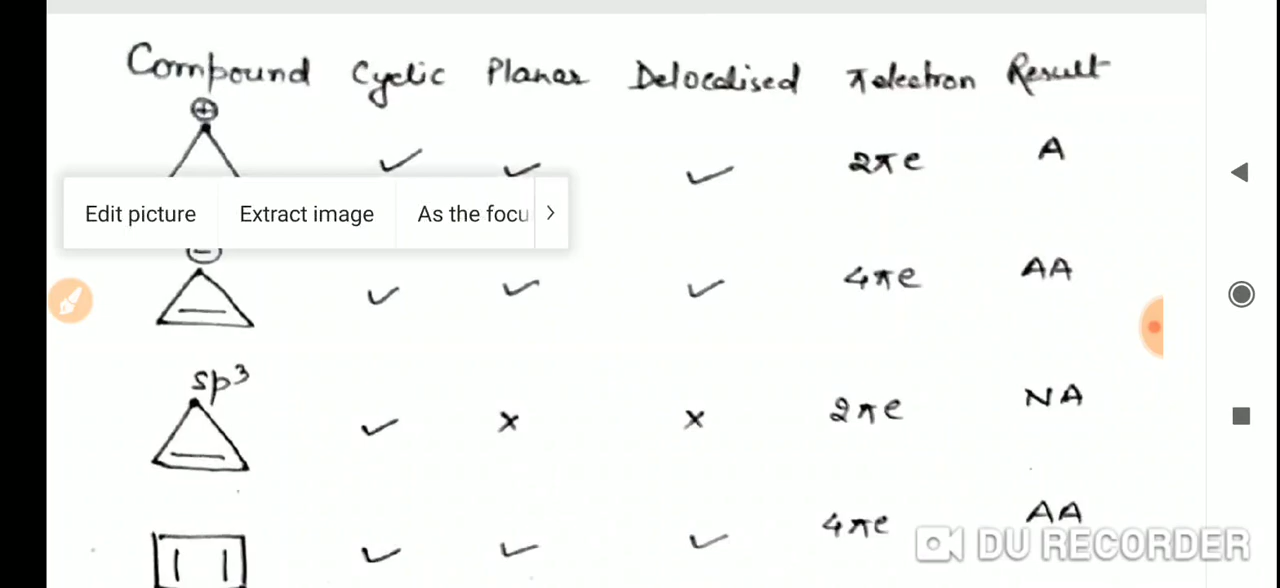 Compound Cyclic Planar Delocalised π electron Result
⊕
✓ ✓ ✓ 2πe A
Edit picture Extract image As the focu >
⊖
✓ ✓ ✓ 4πe AA
sp³
✓ × × 2πe NA
✓ ✓ ✓ 4πe AA
DU RECORDER